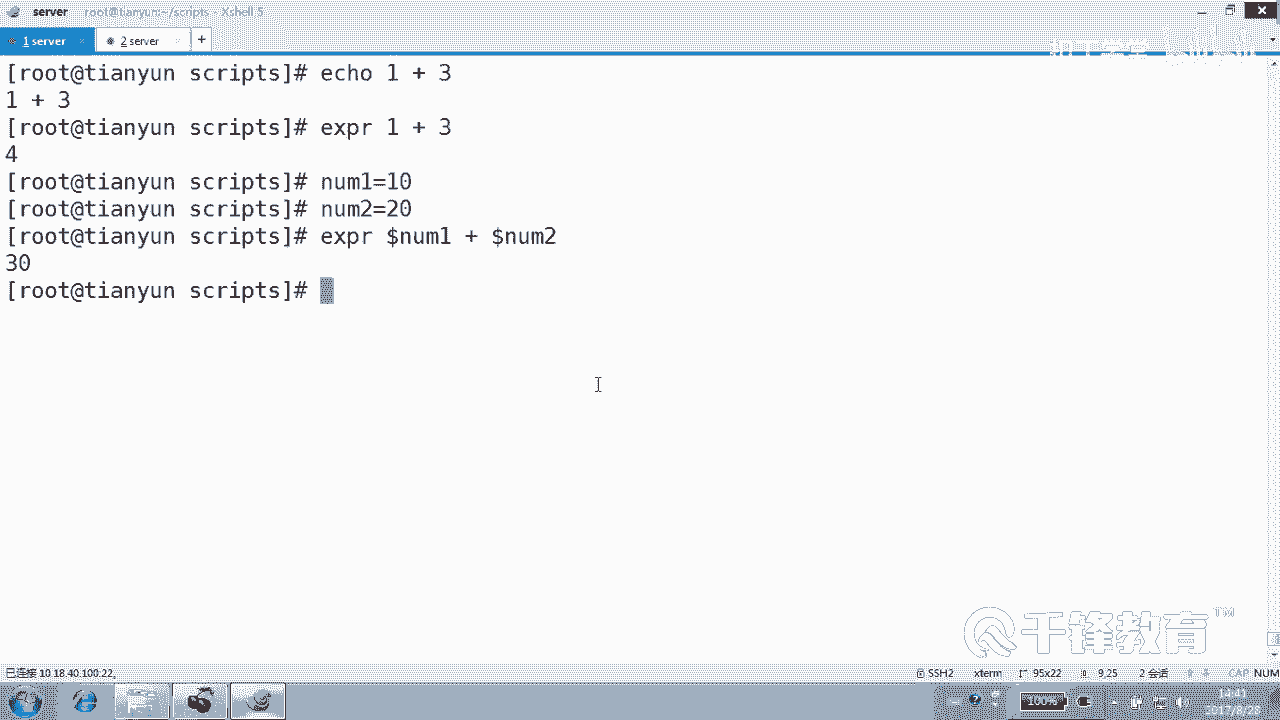 server root@tianyun:~/scripts - Xshell 5
1 server 2 server +
[root@tianyun scripts]# echo 1 + 3
1 + 3
[root@tianyun scripts]# expr 1 + 3
4
[root@tianyun scripts]# num1=10
[root@tianyun scripts]# num2=20
[root@tianyun scripts]# expr $num1 + $num2
30
[root@tianyun scripts]#
千锋教育™
已连接 10.18.40.100:22。 SSH2 xterm 95x22 9,25 2 会话 CAP NUM
100% 14:41
2017/8/28